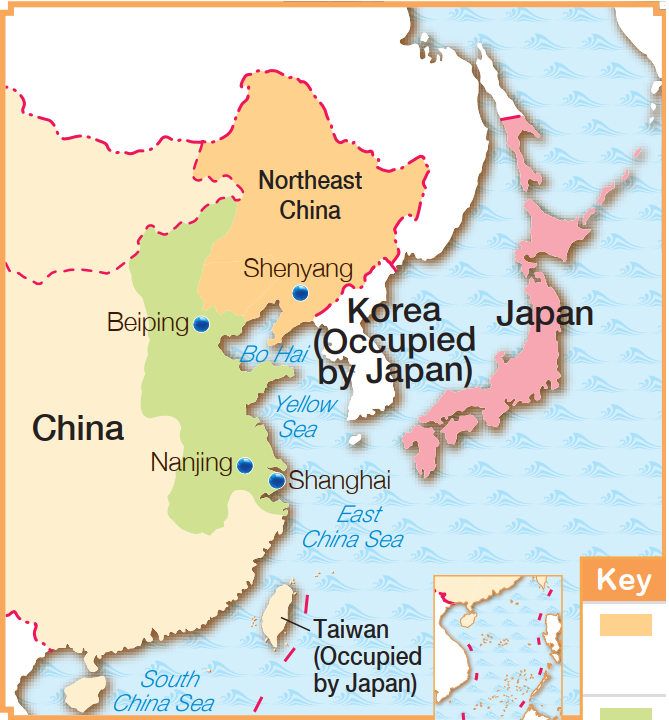 Northeast
China
Shenyang
Beiping
Korea
(Occupied
by Japan)
Japan
Bo Hai
Yellow
Sea
China
Nanjing
Shanghai
East
China Sea
Key
Taiwan
(Occupied
by Japan)
South
China Sea